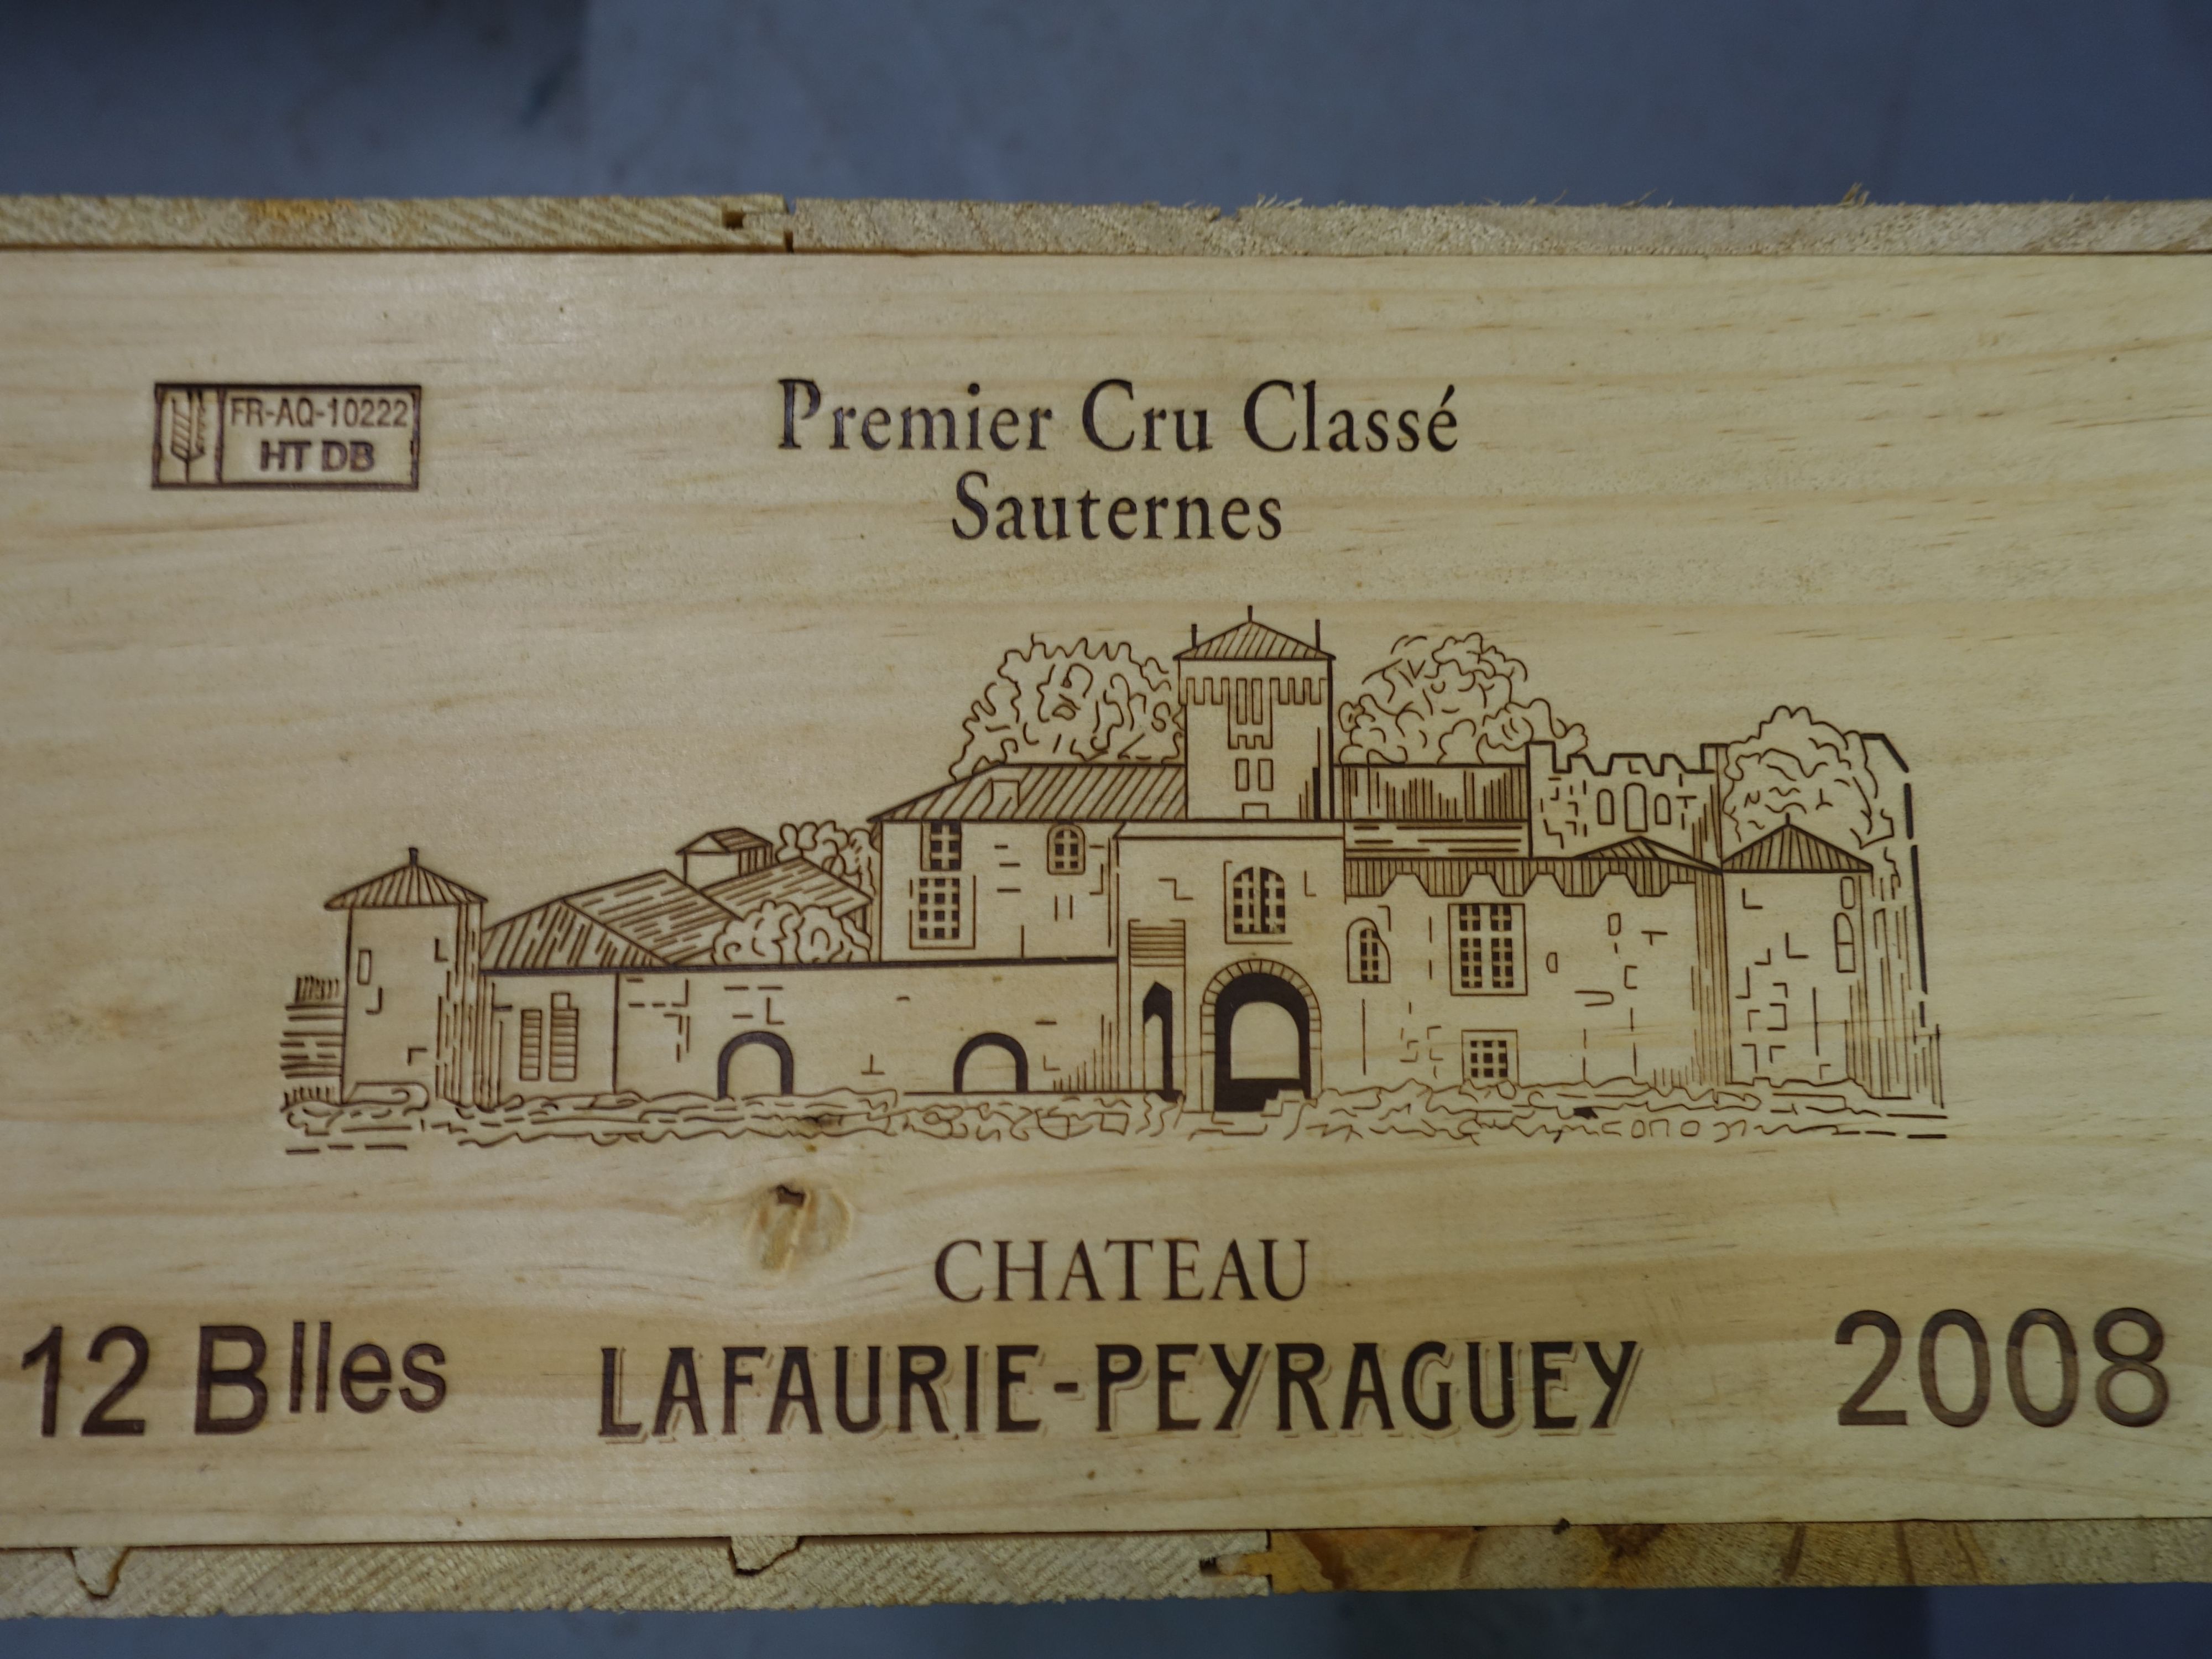 FR-AQ-10222
HT DB
Premier Cru Classé
Sauternes
CHATEAU
12 Blles LAFAURIE-PEYRAGUEY 2008